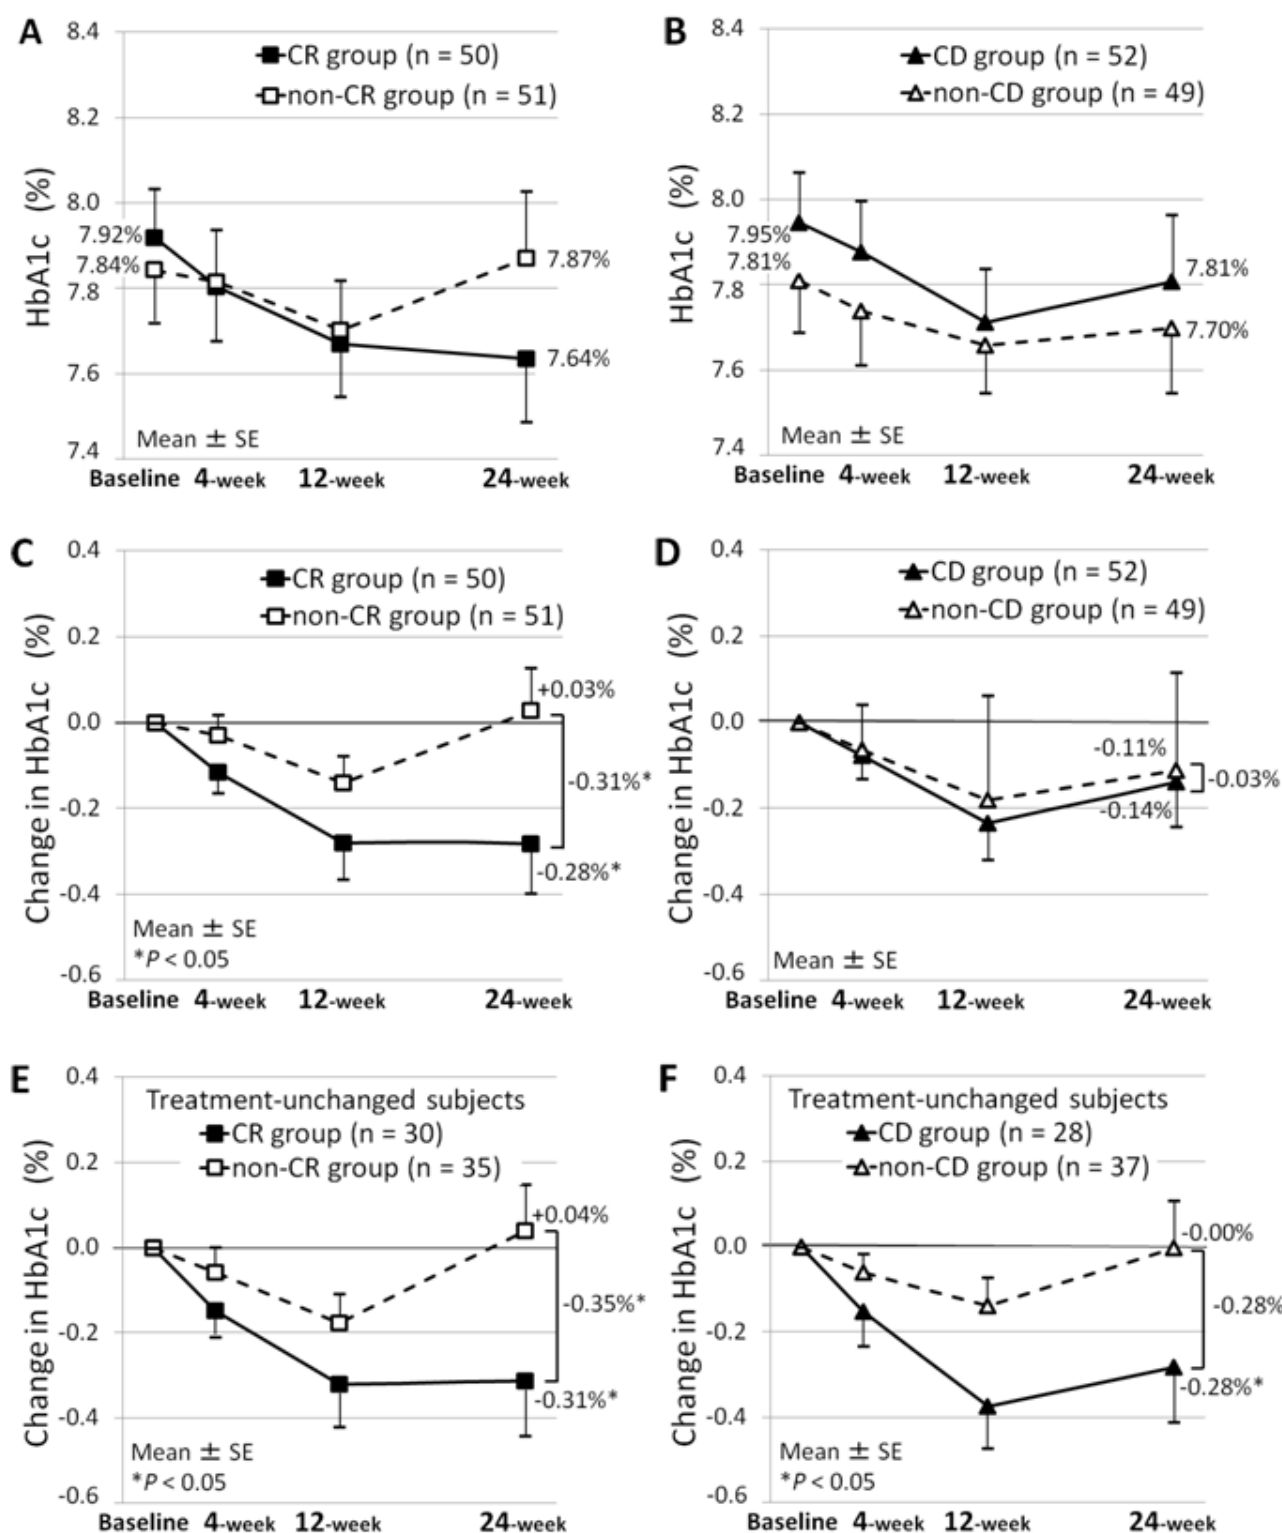 A
8.4
8.2
8.0
7.8
7.6
7.4
HbA1c (%)
CR group (n = 50)
non-CR group (n = 51)
7.92%
7.84%
7.87%
7.64%
Mean ± SE
Baseline 4-week 12-week 24-week
B
8.4
8.2
8.0
7.8
7.6
7.4
HbA1c (%)
CD group (n = 52)
non-CD group (n = 49)
7.95%
7.81%
7.81%
7.70%
Mean ± SE
Baseline 4-week 12-week 24-week
C
0.4
0.2
0.0
-0.2
-0.4
-0.6
Change in HbA1c (%)
CR group (n = 50)
non-CR group (n = 51)
+0.03%
-0.31%*
-0.28%*
Mean ± SE
*P < 0.05
Baseline 4-week 12-week 24-week
D
0.4
0.2
0.0
-0.2
-0.4
-0.6
Change in HbA1c (%)
CD group (n = 52)
non-CD group (n = 49)
-0.11%
-0.03%
-0.14%
Mean ± SE
Baseline 4-week 12-week 24-week
E
0.4
0.2
0.0
-0.2
-0.4
-0.6
Change in HbA1c (%)
Treatment-unchanged subjects
CR group (n = 30)
non-CR group (n = 35)
+0.04%
-0.35%*
-0.31%*
Mean ± SE
*P < 0.05
Baseline 4-week 12-week 24-week
F
0.4
0.2
0.0
-0.2
-0.4
-0.6
Change in HbA1c (%)
Treatment-unchanged subjects
CD group (n = 28)
non-CD group (n = 37)
-0.00%
-0.28%
-0.28%*
Mean ± SE
*P < 0.05
Baseline 4-week 12-week 24-week